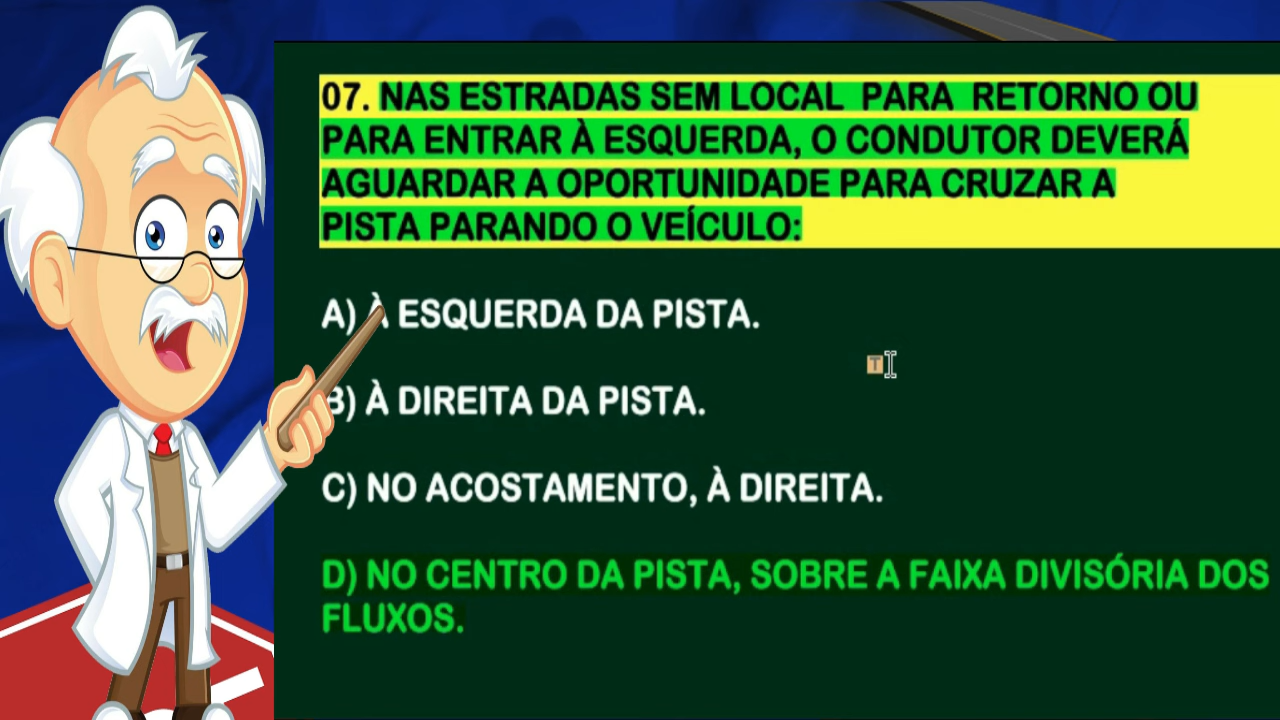 07. NAS ESTRADAS SEM LOCAL PARA RETORNO OU
PARA ENTRAR À ESQUERDA, O CONDUTOR DEVERÁ
AGUARDAR A OPORTUNIDADE PARA CRUZAR A
PISTA PARANDO O VEÍCULO:
A) À ESQUERDA DA PISTA.
B) À DIREITA DA PISTA.
C) NO ACOSTAMENTO, À DIREITA.
D) NO CENTRO DA PISTA, SOBRE A FAIXA DIVISÓRIA DOS
FLUXOS.